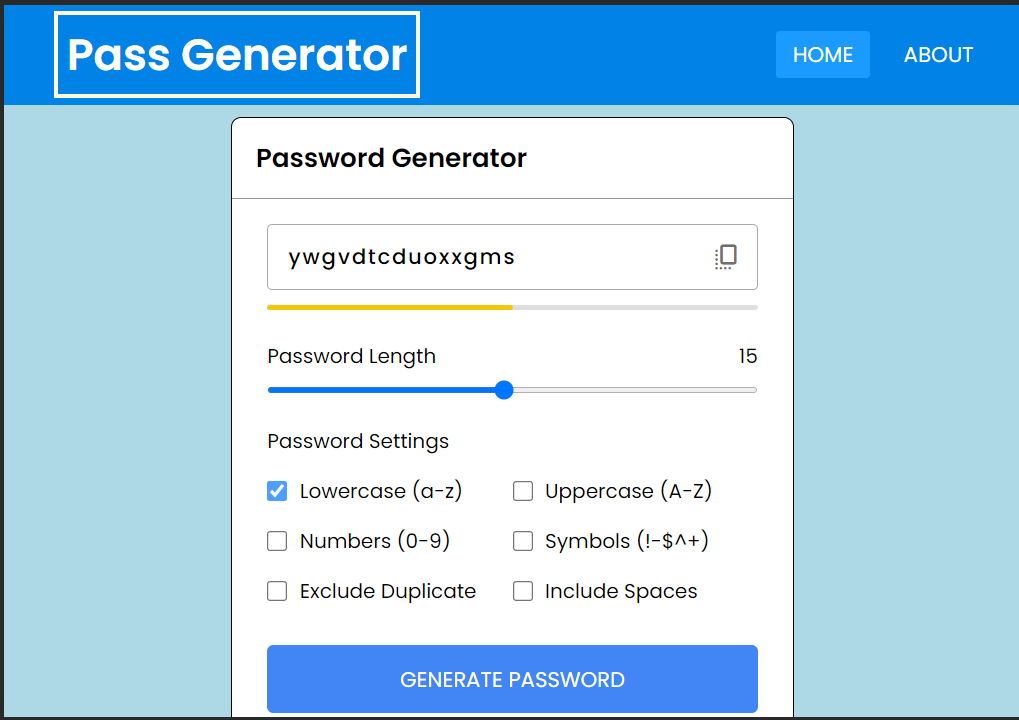 Pass Generator HOME ABOUT
Password Generator
ywgvdtcduoxxgms
Password Length 15
Password Settings
Lowercase (a-z) Uppercase (A-Z)
Numbers (0-9) Symbols (!-$^+)
Exclude Duplicate Include Spaces
GENERATE PASSWORD